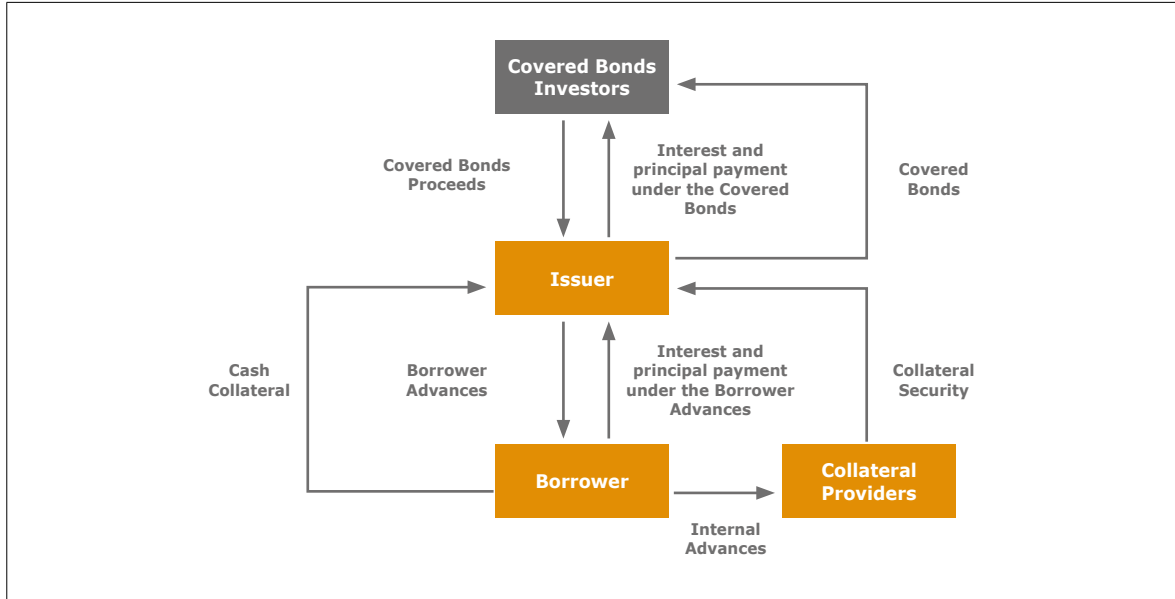 Covered Bonds
Investors
Covered Bonds
Proceeds
Interest and
principal payment
under the Covered
Bonds
Covered
Bonds
Issuer
Cash
Collateral
Borrower
Advances
Interest and
principal payment
under the Borrower
Advances
Collateral
Security
Borrower
Collateral
Providers
Internal
Advances